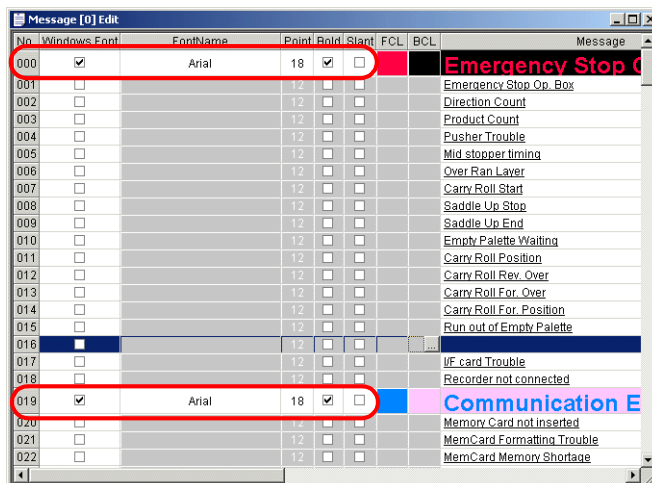 Message [0] Edit
No. Windows Font FontName Point Bold Slant FCL BCL Message
000 Arial 18 Emergency Stop
001 12 Emergency Stop Op. Box
002 12 Direction Count
003 12 Product Count
004 12 Pusher Trouble
005 12 Mid stopper timing
006 12 Over Ran Layer
007 12 Carry Roll Start
008 12 Saddle Up Stop
009 12 Saddle Up End
010 12 Empty Palette Waiting
011 12 Carry Roll Position
012 12 Carry Roll Rev. Over
013 12 Carry Roll For. Over
014 12 Carry Roll For. Position
015 12 Run out of Empty Palette
016 12 ...
017 12 I/F card Trouble
018 12 Recorder not connected
019 Arial 18 Communication E
020 12 Memory Card not inserted
021 12 MemCard Formatting Trouble
022 12 MemCard Memory Shortage